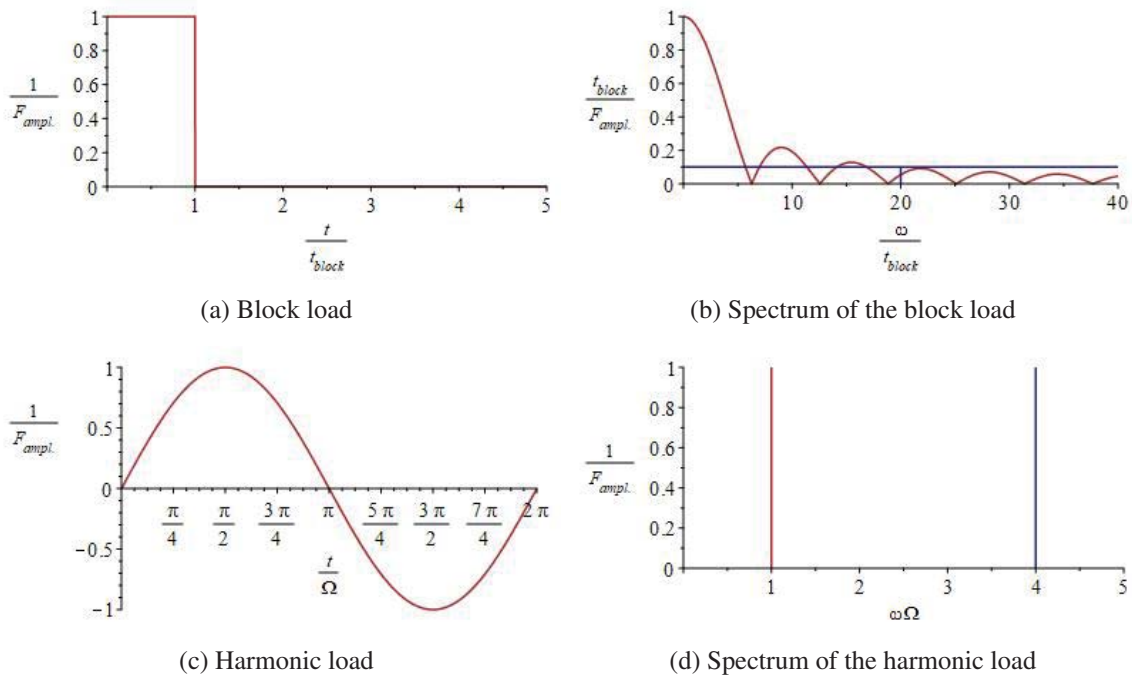 1
0.8
0.6
0.4
0.2
0
1
F_ampl.
1 2 3 4 5
t
t_block
(a) Block load
1
0.8
0.6
0.4
0.2
0
t_block
F_ampl.
10 20 30 40
ω
t_block
(b) Spectrum of the block load
1
0.5
0
−0.5
−1
1
F_ampl.
π/4 π/2 3π/4 π 5π/4 3π/2 7π/4 2π
t
Ω
(c) Harmonic load
1
0.8
0.6
0.4
0.2
0
1
F_ampl.
1 2 3 4 5
ωΩ
(d) Spectrum of the harmonic load